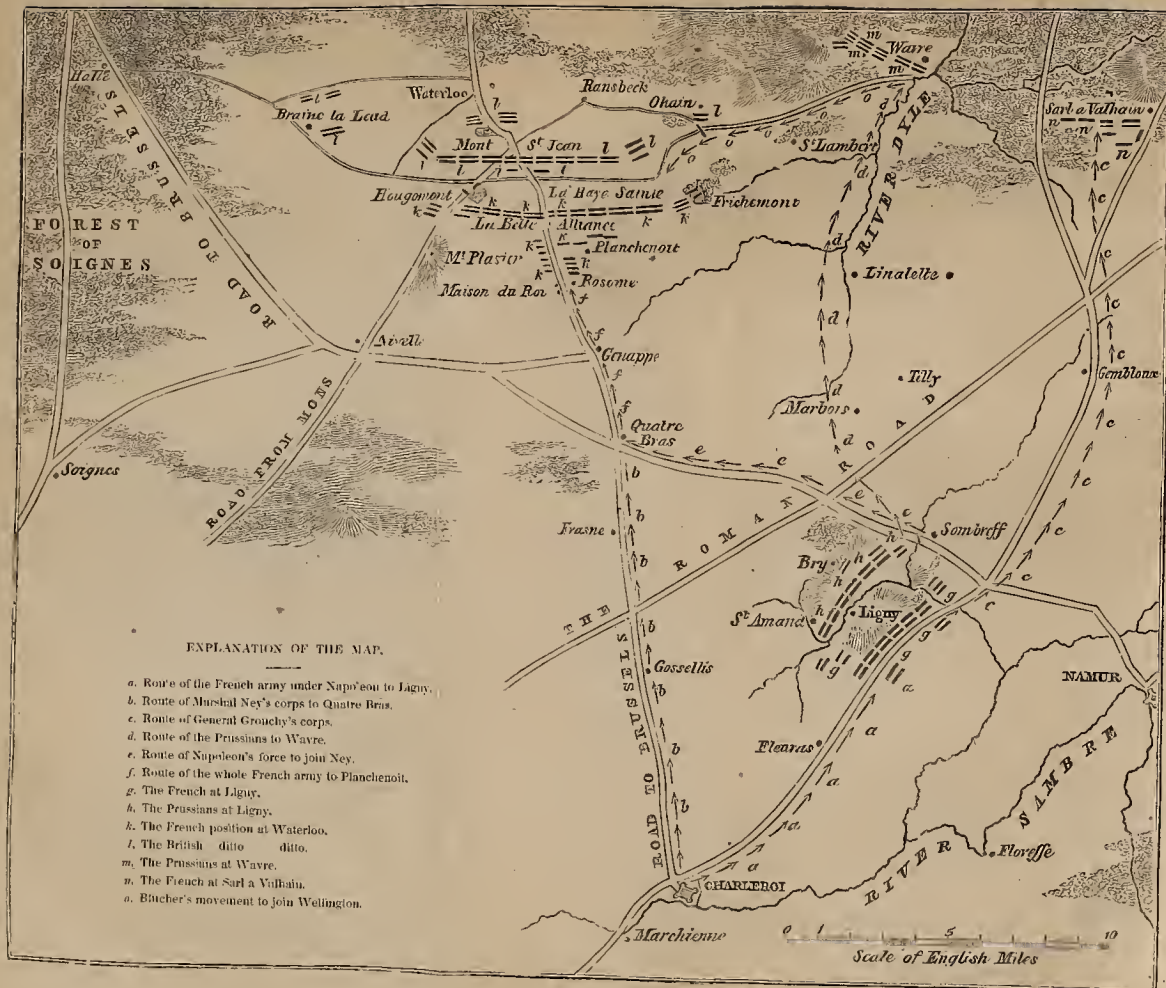 Halle
Waterloo
Ransbeck
Ohain
Wavre
Sarl a Valhain
Braine la Leud
Mont St Jean
St Lambert
Hougomont
La Haye Sainte
Frichemont
La Belle Alliance
Planchenoit
Mt Plasier
Rosome
Maison du Roi
FOREST
OF
SOIGNES
ROAD TO BRUSSELS
RIVER DYLE
Linalette
Nivelle
Genappe
Gembloux
Tilly
Marbois
Quatre
Bras
Soignes
ROAD FROM MONS
THE ROMAN ROAD
Frasne
Sombreff
Bry
Ligny
St Amand
Gossellis
NAMUR
Fleuras
ROAD TO BRUSSELS
RIVER SAMBRE
Floreffe
CHARLEROI
Marchienne
EXPLANATION OF THE MAP.
a. Route of the French army under Napoleon to Ligny.
b. Route of Marshal Ney's corps to Quatre Bras.
c. Route of General Grouchy's corps.
d. Route of the Prussians to Wavre.
e. Route of Napoleon's force to join Ney.
f. Route of the whole French army to Planchenoit.
g. The French at Ligny.
h. The Prussians at Ligny.
k. The French position at Waterloo.
l. The British ditto ditto.
m. The Prussians at Wavre.
n. The French at Sarl a Valhain.
o. Blucher's movement to join Wellington.
0 1 5 10
Scale of English Miles